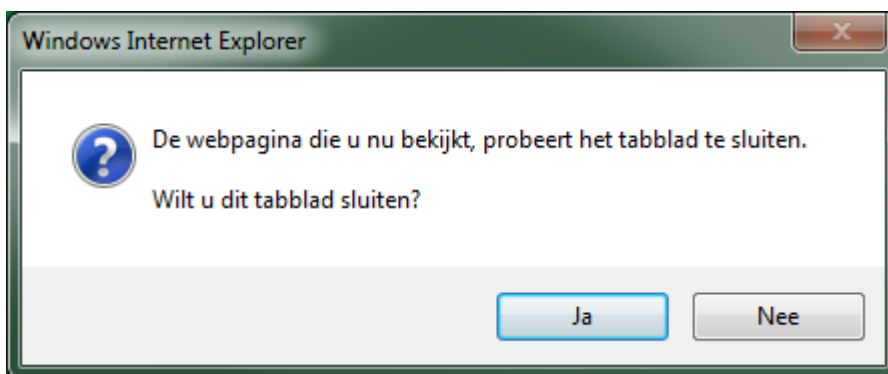 Windows Internet Explorer
De webpagina die u nu bekijkt, probeert het tabblad te sluiten.
Wilt u dit tabblad sluiten?
Ja Nee